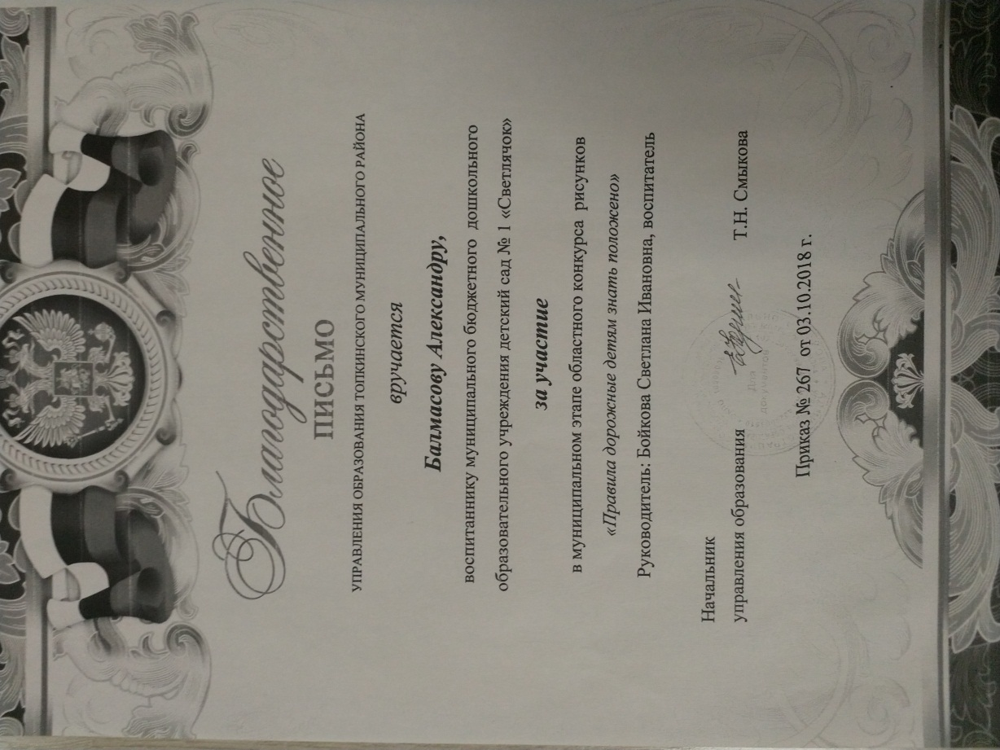 Благодарственное
ПИСЬМО
УПРАВЛЕНИЯ ОБРАЗОВАНИЯ ТОПКИНСКОГО МУНИЦИПАЛЬНОГО РАЙОНА
вручается
Балмасову Александру,
воспитаннику муниципального бюджетного дошкольного
образовательного учреждения детский сад № 1 «Светлячок»
за участие
в муниципальном этапе областного конкурса рисунков
«Правила дорожные детям знать положено»
Руководитель: Бойкова Светлана Ивановна, воспитатель
Начальник
управления образования Т.Н. Смыкова
Для
документов
Приказ № 267 от 03.10.2018 г.